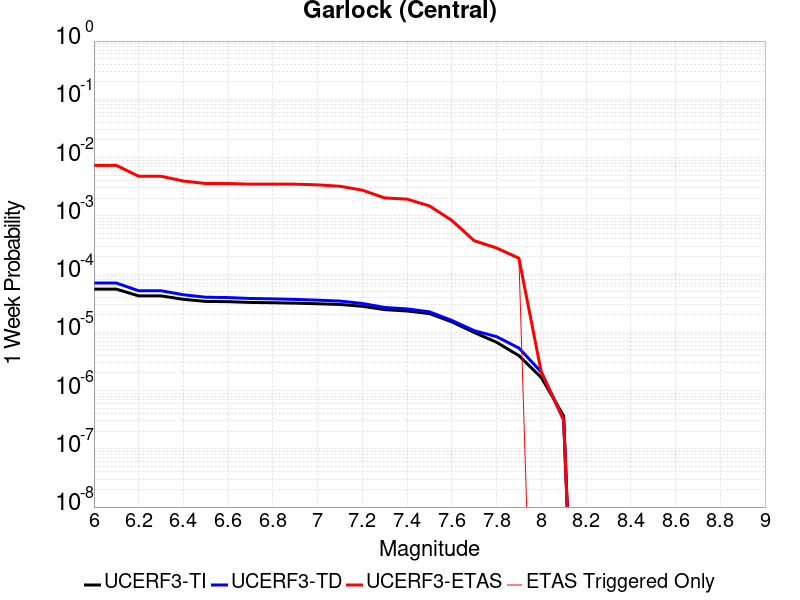 Garlock (Central)
10^0
10^-1
10^-2
10^-3
10^-4
10^-5
10^-6
10^-7
10^-8
1 Week Probability
6 6.2 6.4 6.6 6.8 7 7.2 7.4 7.6 7.8 8 8.2 8.4 8.6 8.8 9
Magnitude
UCERF3-TI UCERF3-TD UCERF3-ETAS ETAS Triggered Only